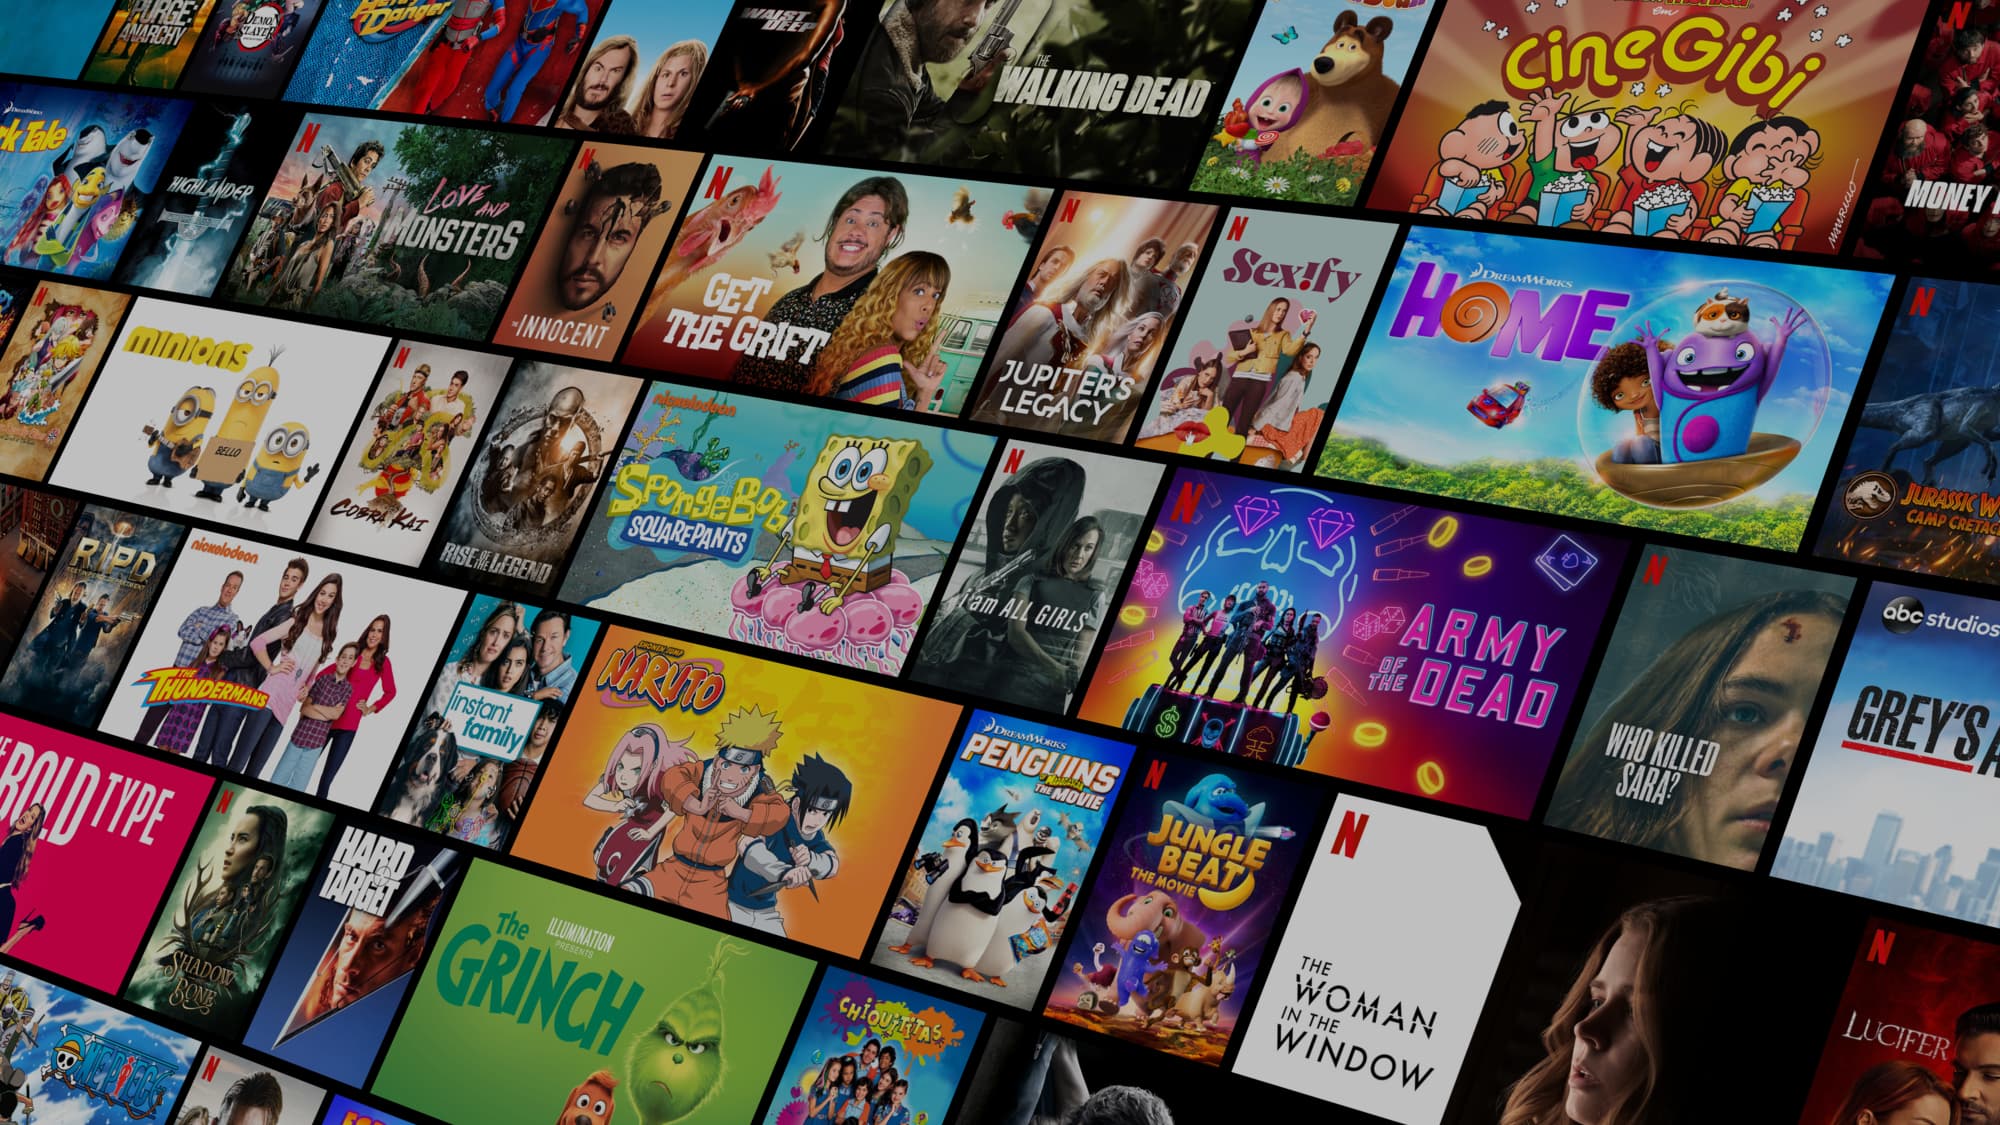 PURGE:
ANARCHY
DEMON
SLAYER
Danger
WAIST
DEEP
THE
WALKING DEAD
CineGibi
MAURICIO
N
MONEY
DREAMWORKS
rk Tale
HIGHLANDER
N
LOVE
AND
MONSTERS
N
THE
INNOCENT
N
GET
THE GRIFT
N
JUPITER'S
LEGACY
N
Sex!fy
DREAMWORKS
HOME
N
JURASSIC W
CAMP CRETAC
N
MINIONS
BELLO
N
COBRA KAI
RISE OF THE LEGEND
nickelodeon
SPONGEBOB
SQUAREPANTS
N
i am ALL GIRLS
N
ARMY
OF THE DEAD
N
WHO KILLED
SARA?
abc studios
GREY'S A
R.I.P.D.
nickelodeon
THE
THUNDERMANS
instant
family
SHONEN JUMP
NARUTO
DREAMWORKS
PENGUINS
OF MADAGASCAR
THE MOVIE
N
JUNGLE
BEAT
THE MOVIE
N
THE
WOMAN
IN THE
WINDOW
N
LUCIFER
THE
BOLD TYPE
N
SHADOW
AND
BONE
HARD
TARGET
ILLUMINATION
PRESENTS
The
GRINCH
CHIQUITITAS
ONE PIECE
N